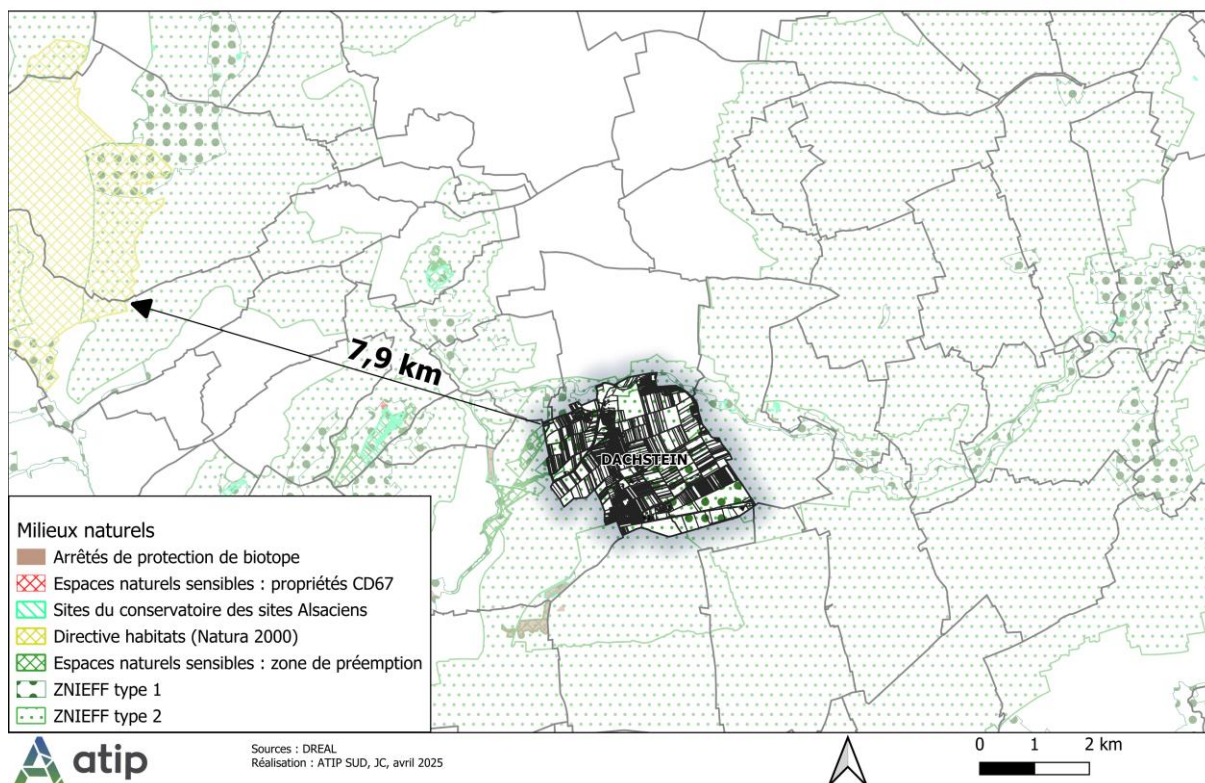 7,9 km
DACHSTEIN
Milieux naturels
Arrêtés de protection de biotope
Espaces naturels sensibles : propriétés CD67
Sites du conservatoire des sites Alsaciens
Directive habitats (Natura 2000)
Espaces naturels sensibles : zone de préemption
ZNIEFF type 1
ZNIEFF type 2
atip
Sources : DREAL
Réalisation : ATIP SUD, JC, avril 2025
0 1 2 km